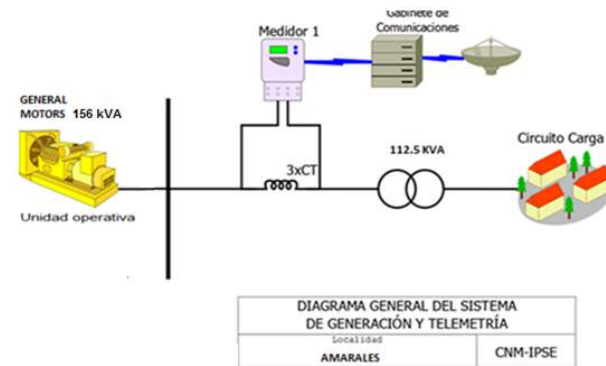 Gabinete de
Comunicaciones
Medidor 1
GENERAL
MOTORS 156 kVA
112.5 KVA
Circuito Carga
3xCT
Unidad operativa
DIAGRAMA GENERAL DEL SISTEMA
DE GENERACIÓN Y TELEMETRÍA
Localidad
AMARALES
CNM-IPSE